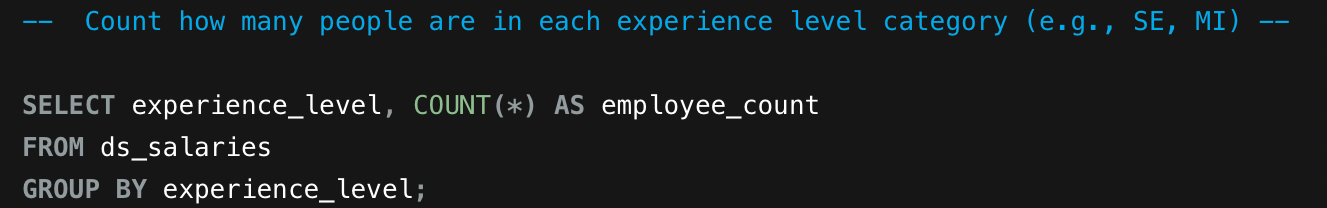 --  Count how many people are in each experience level category (e.g., SE, MI) --
SELECT experience_level, COUNT(*) AS employee_count
FROM ds_salaries
GROUP BY experience_level;